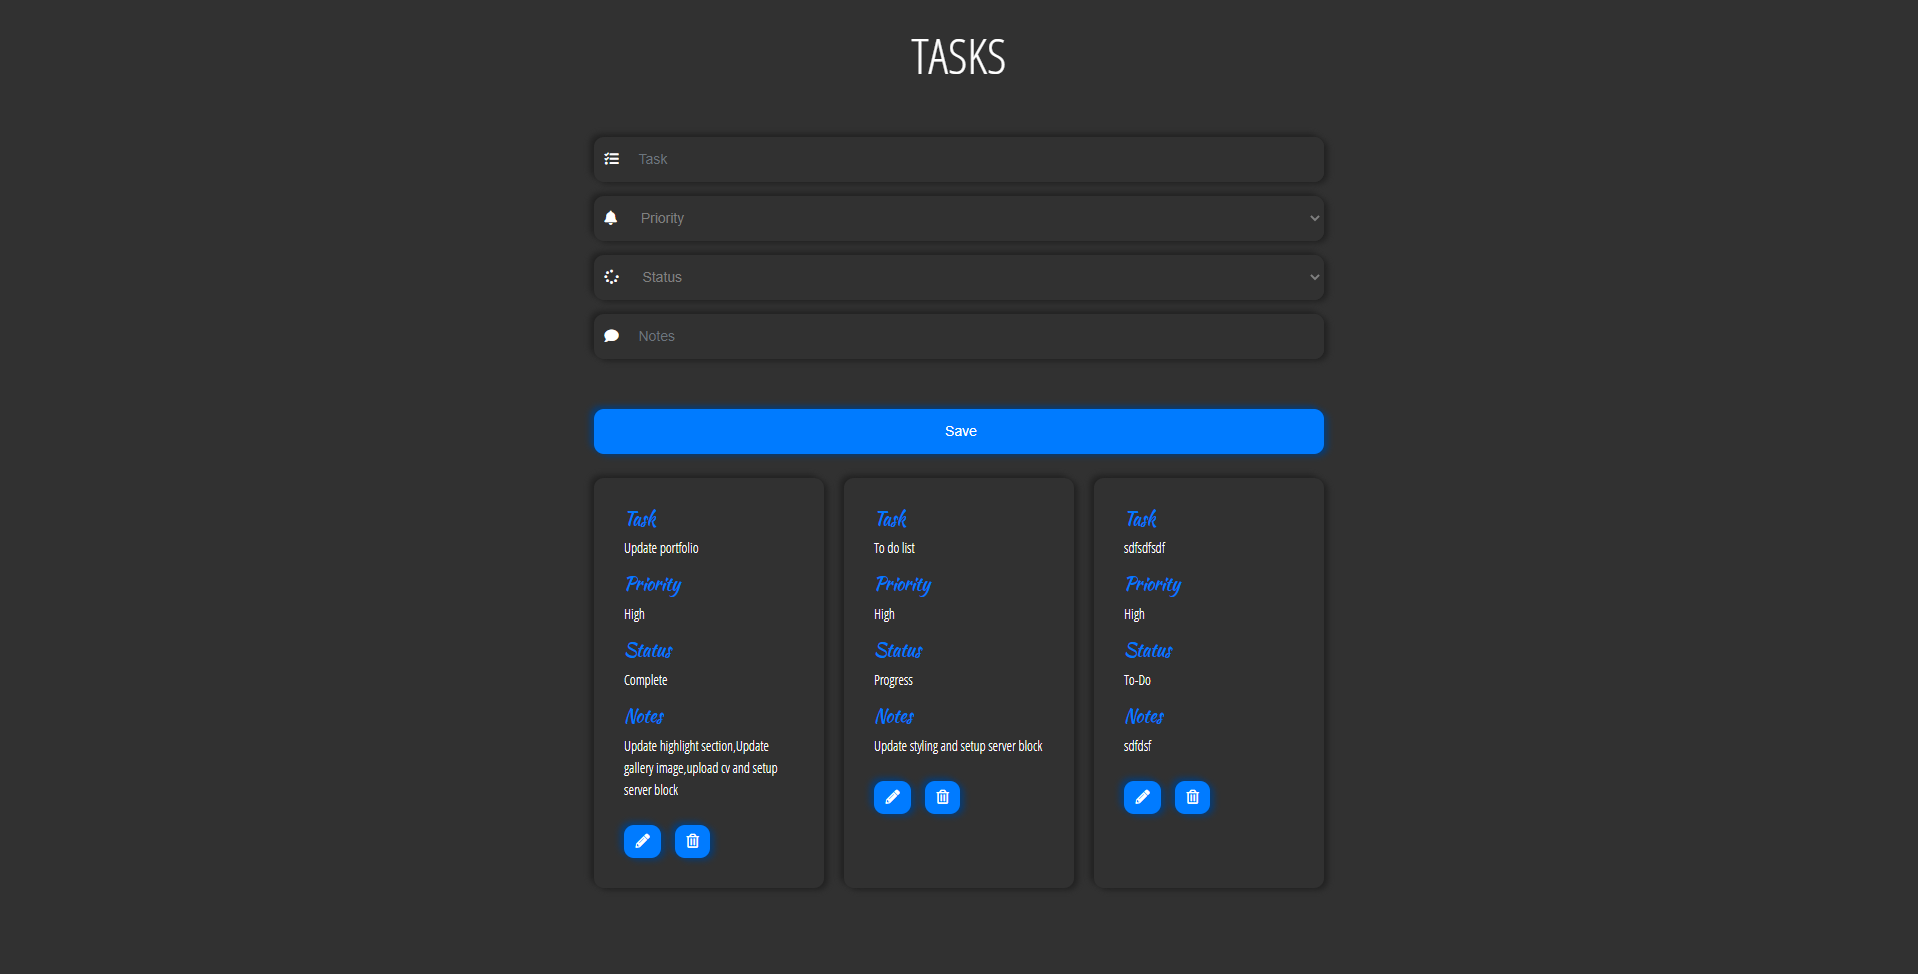 TASKS
Task
Priority
Status
Notes
Save
Task
Update portfolio
Priority
High
Status
Complete
Notes
Update highlight section,Update
gallery image,upload cv and setup
server block
Task
To do list
Priority
High
Status
Progress
Notes
Update styling and setup server block
Task
sdfsdfsdf
Priority
High
Status
To-Do
Notes
sdfdsf